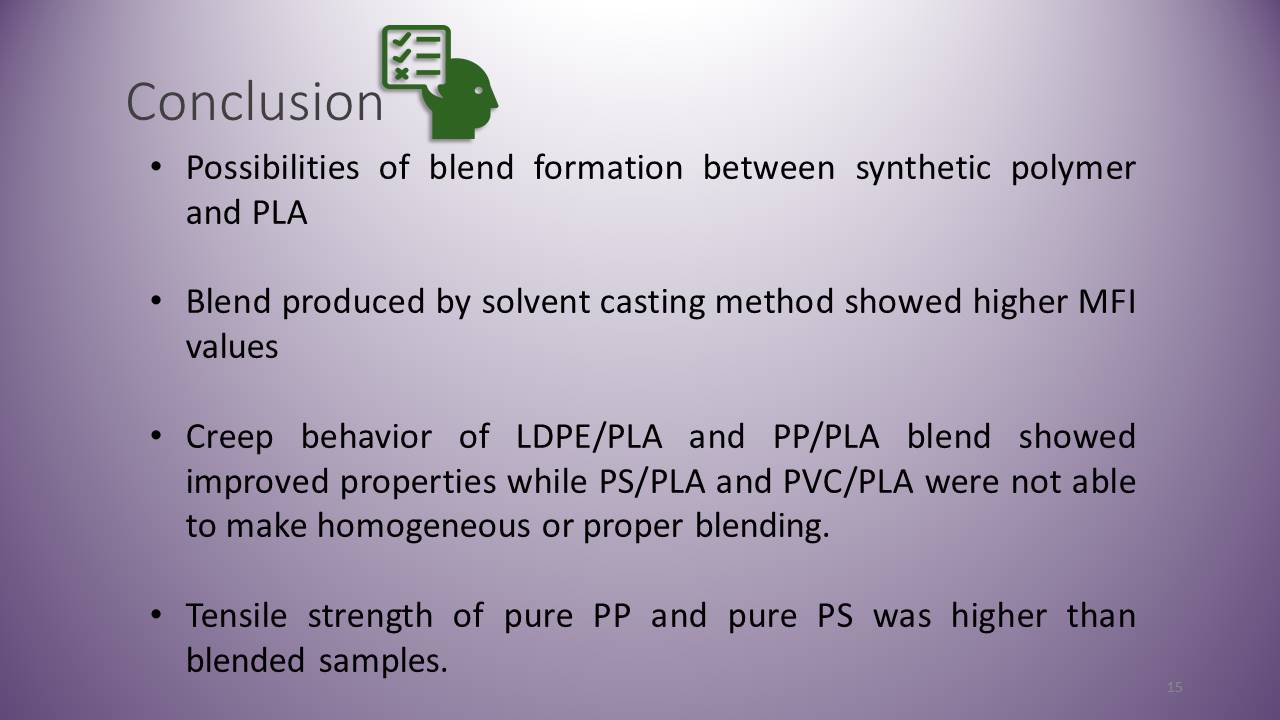 Conclusion
• Possibilities of blend formation between synthetic polymer
and PLA
• Blend produced by solvent casting method showed higher MFI
values
• Creep behavior of LDPE/PLA and PP/PLA blend showed
improved properties while PS/PLA and PVC/PLA were not able
to make homogeneous or proper blending.
• Tensile strength of pure PP and pure PS was higher than
blended samples.
15